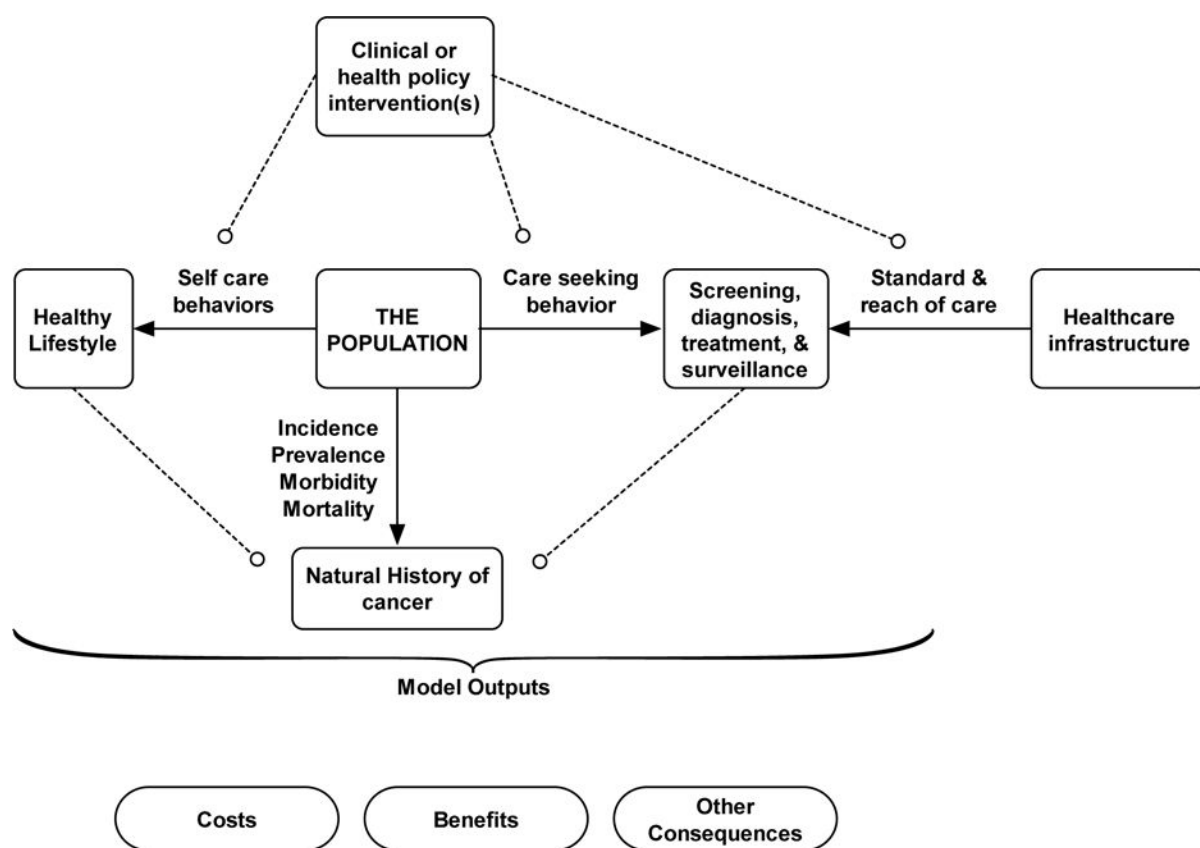 Clinical or
health policy
intervention(s)
Self care
behaviors
Care seeking
behavior
Standard &
reach of care
Healthy
Lifestyle
THE
POPULATION
Screening,
diagnosis,
treatment, &
surveillance
Healthcare
infrastructure
Incidence
Prevalence
Morbidity
Mortality
Natural History of
cancer
Model Outputs
Costs
Benefits
Other
Consequences